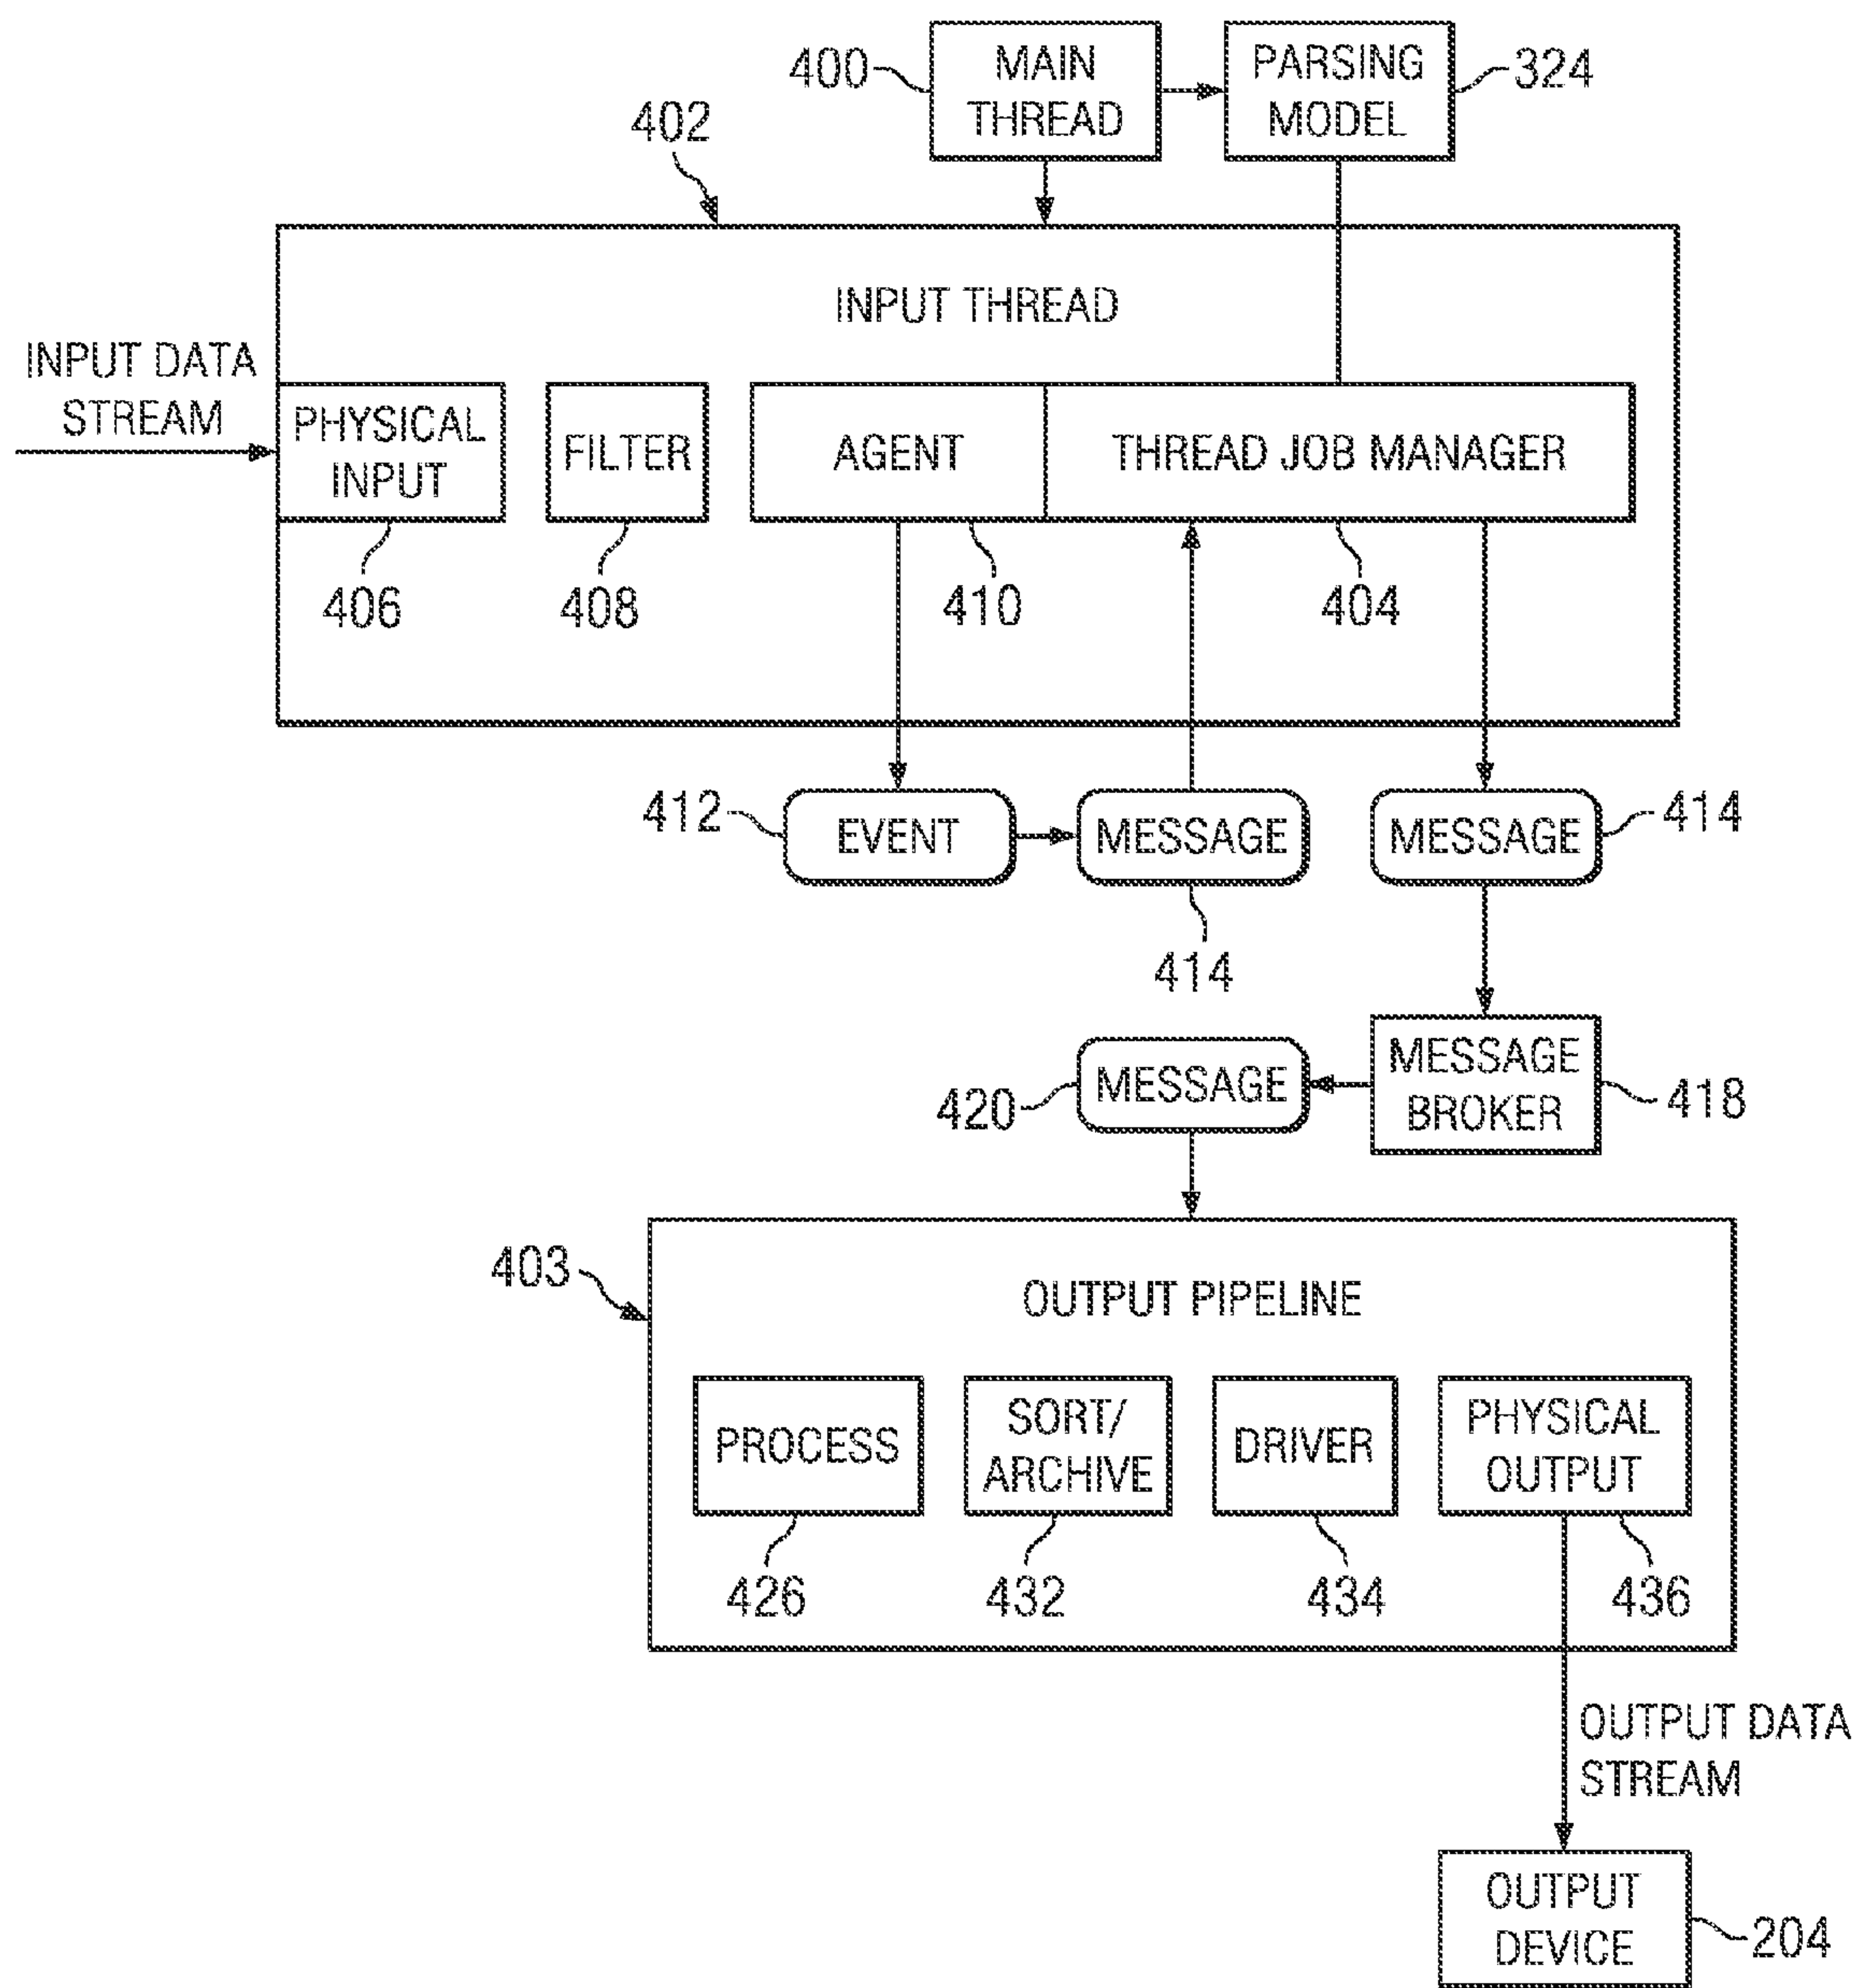 400
MAIN
THREAD
PARSING
MODEL
324
402
INPUT THREAD
INPUT DATA
STREAM
PHYSICAL
INPUT
FILTER
AGENT
THREAD JOB MANAGER
406
408
410
404
412
EVENT
MESSAGE
MESSAGE
414
414
420
MESSAGE
MESSAGE
BROKER
418
403
OUTPUT PIPELINE
PROCESS
SORT/
ARCHIVE
DRIVER
PHYSICAL
OUTPUT
426
432
434
436
OUTPUT DATA
STREAM
OUTPUT
DEVICE
204